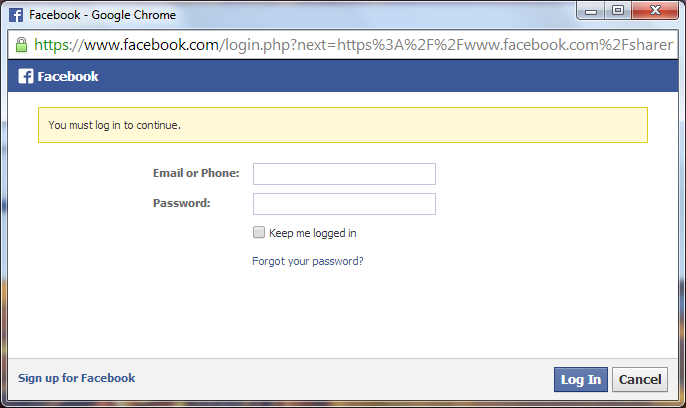 Facebook - Google Chrome
https://www.facebook.com/login.php?next=https%3A%2F%2Fwww.facebook.com%2Fsharer
Facebook
You must log in to continue.
Email or Phone:
Password:
Keep me logged in
Forgot your password?
Sign up for Facebook
Log In Cancel